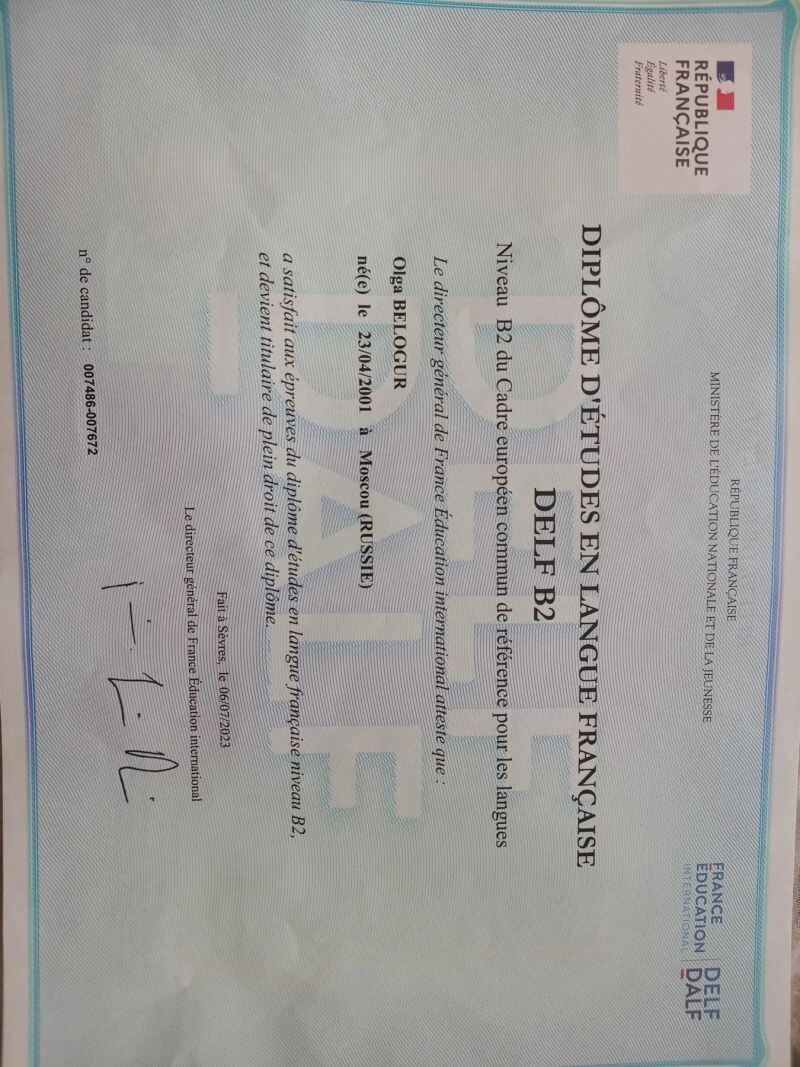 RÉPUBLIQUE
FRANÇAISE
Liberté
Égalité
Fraternité
RÉPUBLIQUE FRANÇAISE
MINISTÈRE DE L'ÉDUCATION NATIONALE ET DE LA JEUNESSE
FRANCE
ÉDUCATION
INTERNATIONAL
DELF
DALF
DIPLÔME D'ÉTUDES EN LANGUE FRANÇAISE
DELF B2
Niveau B2 du Cadre européen commun de référence pour les langues
Le directeur général de France Éducation international atteste que :
Olga BELOGUR
né(e) le 23/04/2001 à Moscou (RUSSIE)
a satisfait aux épreuves du diplôme d'études en langue française niveau B2,
et devient titulaire de plein droit de ce diplôme.
Fait à Sèvres, le 06/07/2023
Le directeur général de France Éducation international
n° de candidat : 007486-007672
DELF
DALF